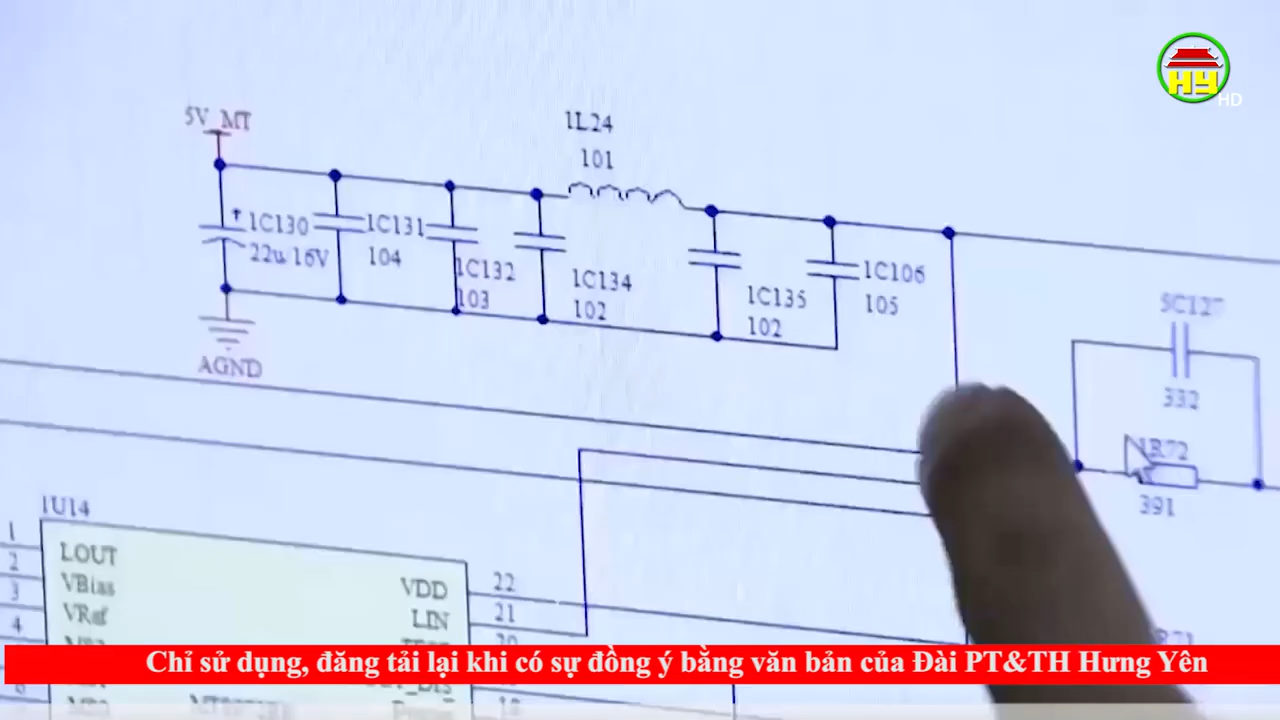 HY
HD
5V_MT
1L24
101
1C130
22u/16V
1C131
104
1C132
103
1C134
102
1C135
102
1C106
105
AGND
5C127
332
1R72
391
1U14
1
2
3
4
LOUT
VBias
VRef
VDD
LIN
22
21
20
Chỉ sử dụng, đăng tải lại khi có sự đồng ý bằng văn bản của Đài PT&TH Hưng Yên
18